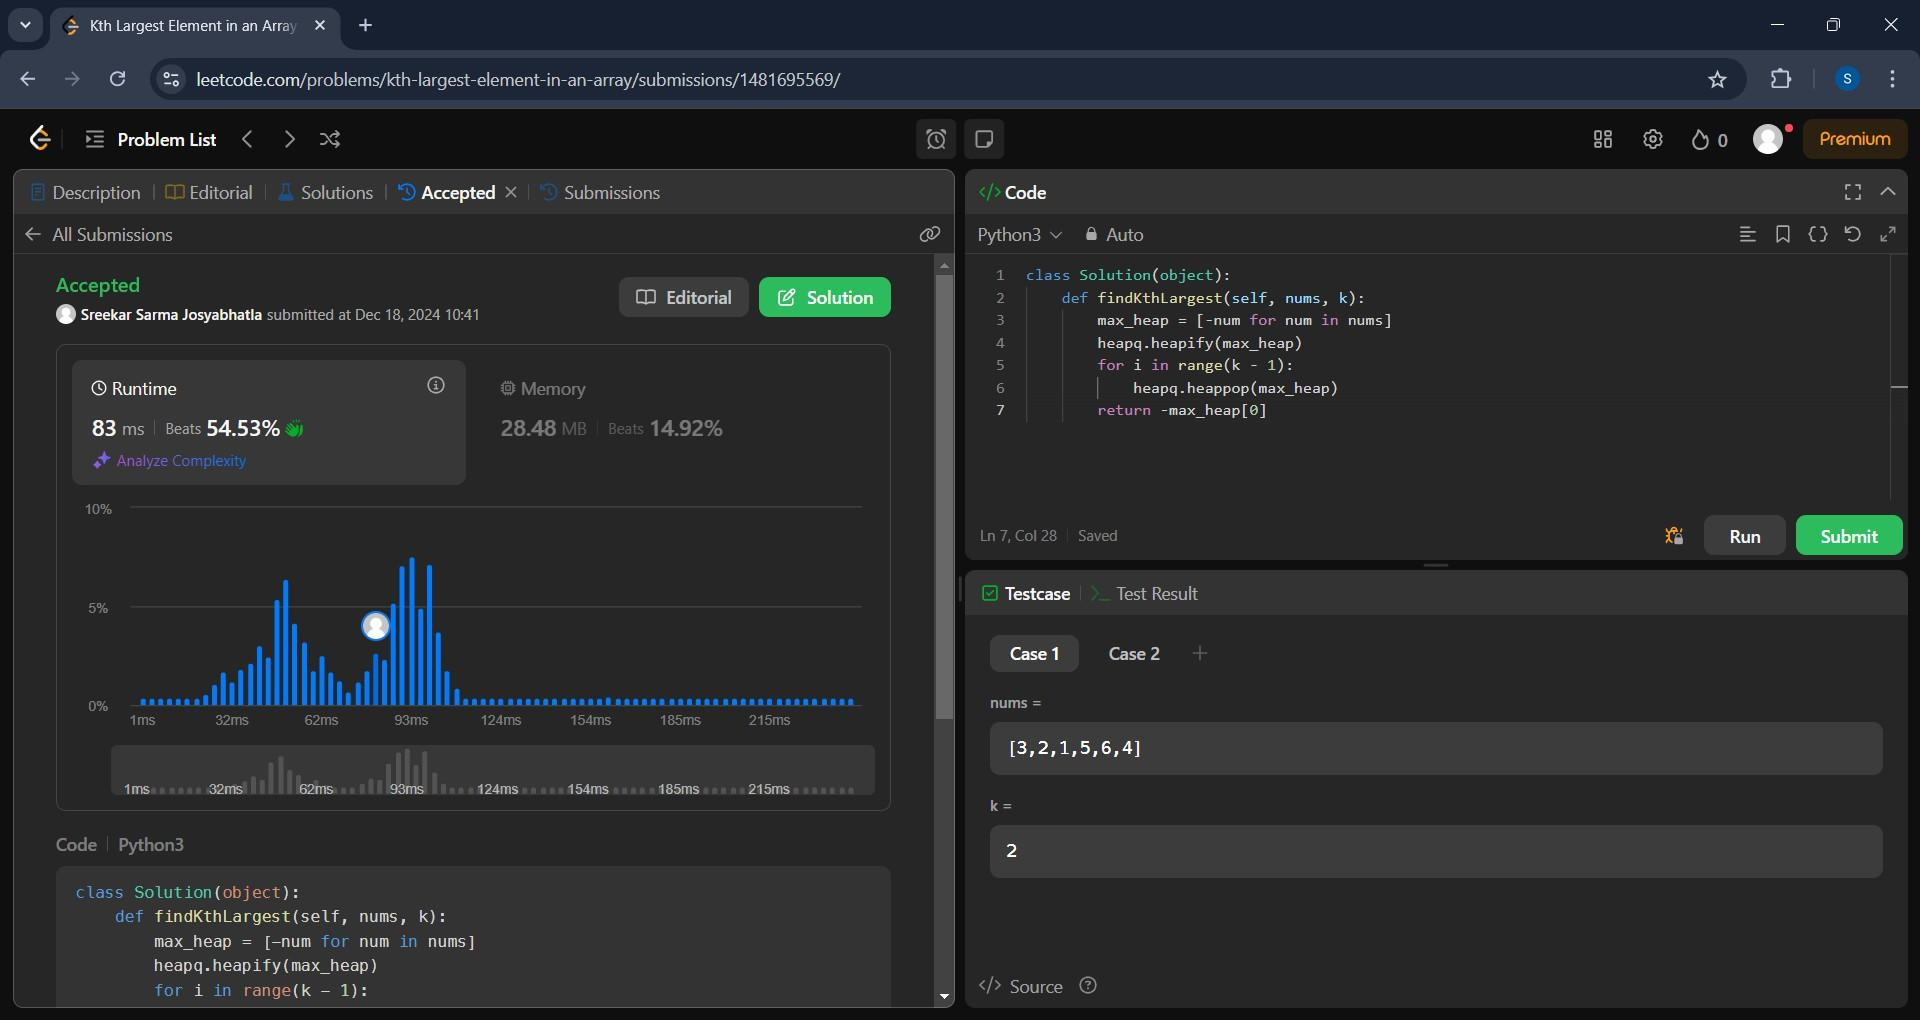 Kth Largest Element in an Array
leetcode.com/problems/kth-largest-element-in-an-array/submissions/1481695569/
S
Problem List
0
Premium
Description
Editorial
Solutions
Accepted
Submissions
All Submissions
Accepted
Sreekar Sarma Josyabhatla submitted at Dec 18, 2024 10:41
Editorial
Solution
Runtime
83 ms
Beats 54.53%
Analyze Complexity
Memory
28.48 MB
Beats 14.92%
10%
5%
0%
1ms 32ms 62ms 93ms 124ms 154ms 185ms 215ms
1ms 32ms 62ms 93ms 124ms 154ms 185ms 215ms
Code
Python3
class Solution(object):
def findKthLargest(self, nums, k):
max_heap = [-num for num in nums]
heapq.heapify(max_heap)
for i in range(k - 1):
</> Code
Python3
Auto
1 class Solution(object):
2 def findKthLargest(self, nums, k):
3 max_heap = [-num for num in nums]
4 heapq.heapify(max_heap)
5 for i in range(k - 1):
6 heapq.heappop(max_heap)
7 return -max_heap[0]
Ln 7, Col 28
Saved
Run
Submit
Testcase
Test Result
Case 1
Case 2
nums =
[3,2,1,5,6,4]
k =
2
</> Source